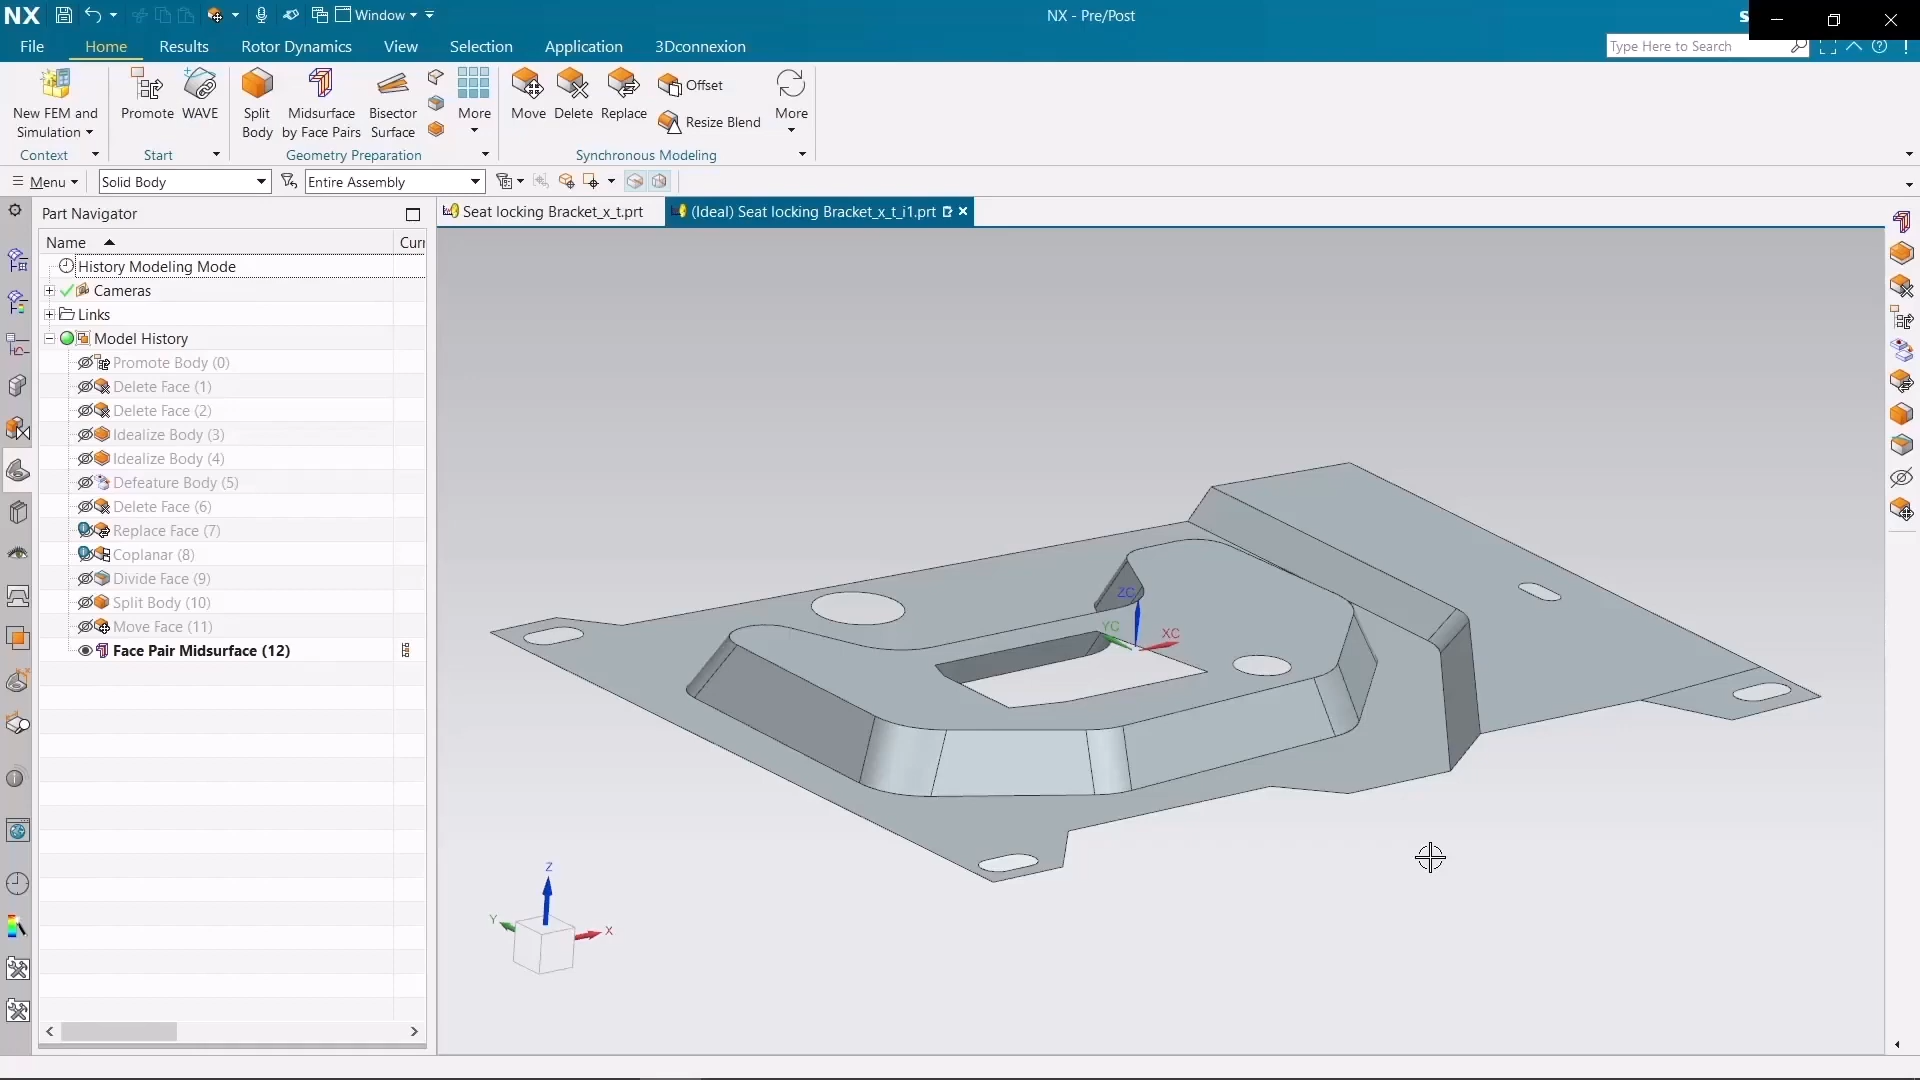 NX
Window
NX - Pre/Post
S
File
Home
Results
Rotor Dynamics
View
Selection
Application
3Dconnexion
Type Here to Search
New FEM and
Simulation
Promote
WAVE
Split
Body
Midsurface
by Face Pairs
Bisector
Surface
More
Move
Delete
Replace
Offset
Resize Blend
More
Context
Start
Geometry Preparation
Synchronous Modeling
Menu
Solid Body
Entire Assembly
Part Navigator
Seat locking Bracket_x_t.prt
(Ideal) Seat locking Bracket_x_t_i1.prt
Name
Curr
History Modeling Mode
Cameras
Links
Model History
Promote Body (0)
Delete Face (1)
Delete Face (2)
Idealize Body (3)
Idealize Body (4)
Defeature Body (5)
Delete Face (6)
Replace Face (7)
Coplanar (8)
Divide Face (9)
Split Body (10)
Move Face (11)
Face Pair Midsurface (12)
ZC
YC
XC
Z
Y
X